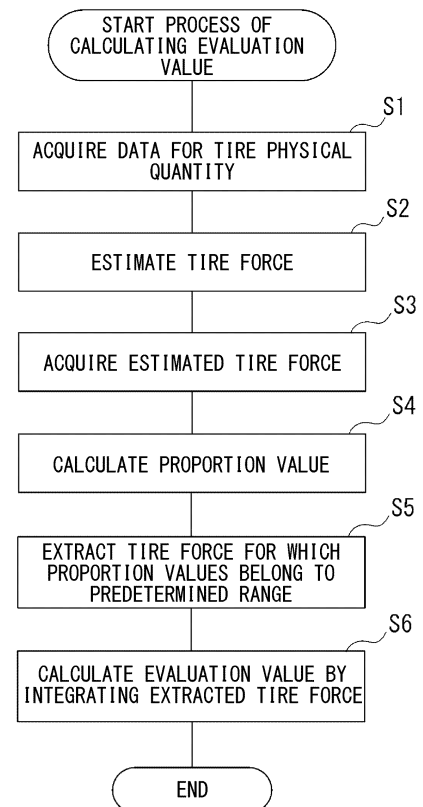 START PROCESS OF
CALCULATING EVALUATION
VALUE
S1
ACQUIRE DATA FOR TIRE PHYSICAL
QUANTITY
S2
ESTIMATE TIRE FORCE
S3
ACQUIRE ESTIMATED TIRE FORCE
S4
CALCULATE PROPORTION VALUE
S5
EXTRACT TIRE FORCE FOR WHICH
PROPORTION VALUES BELONG TO
PREDETERMINED RANGE
S6
CALCULATE EVALUATION VALUE BY
INTEGRATING EXTRACTED TIRE FORCE
END